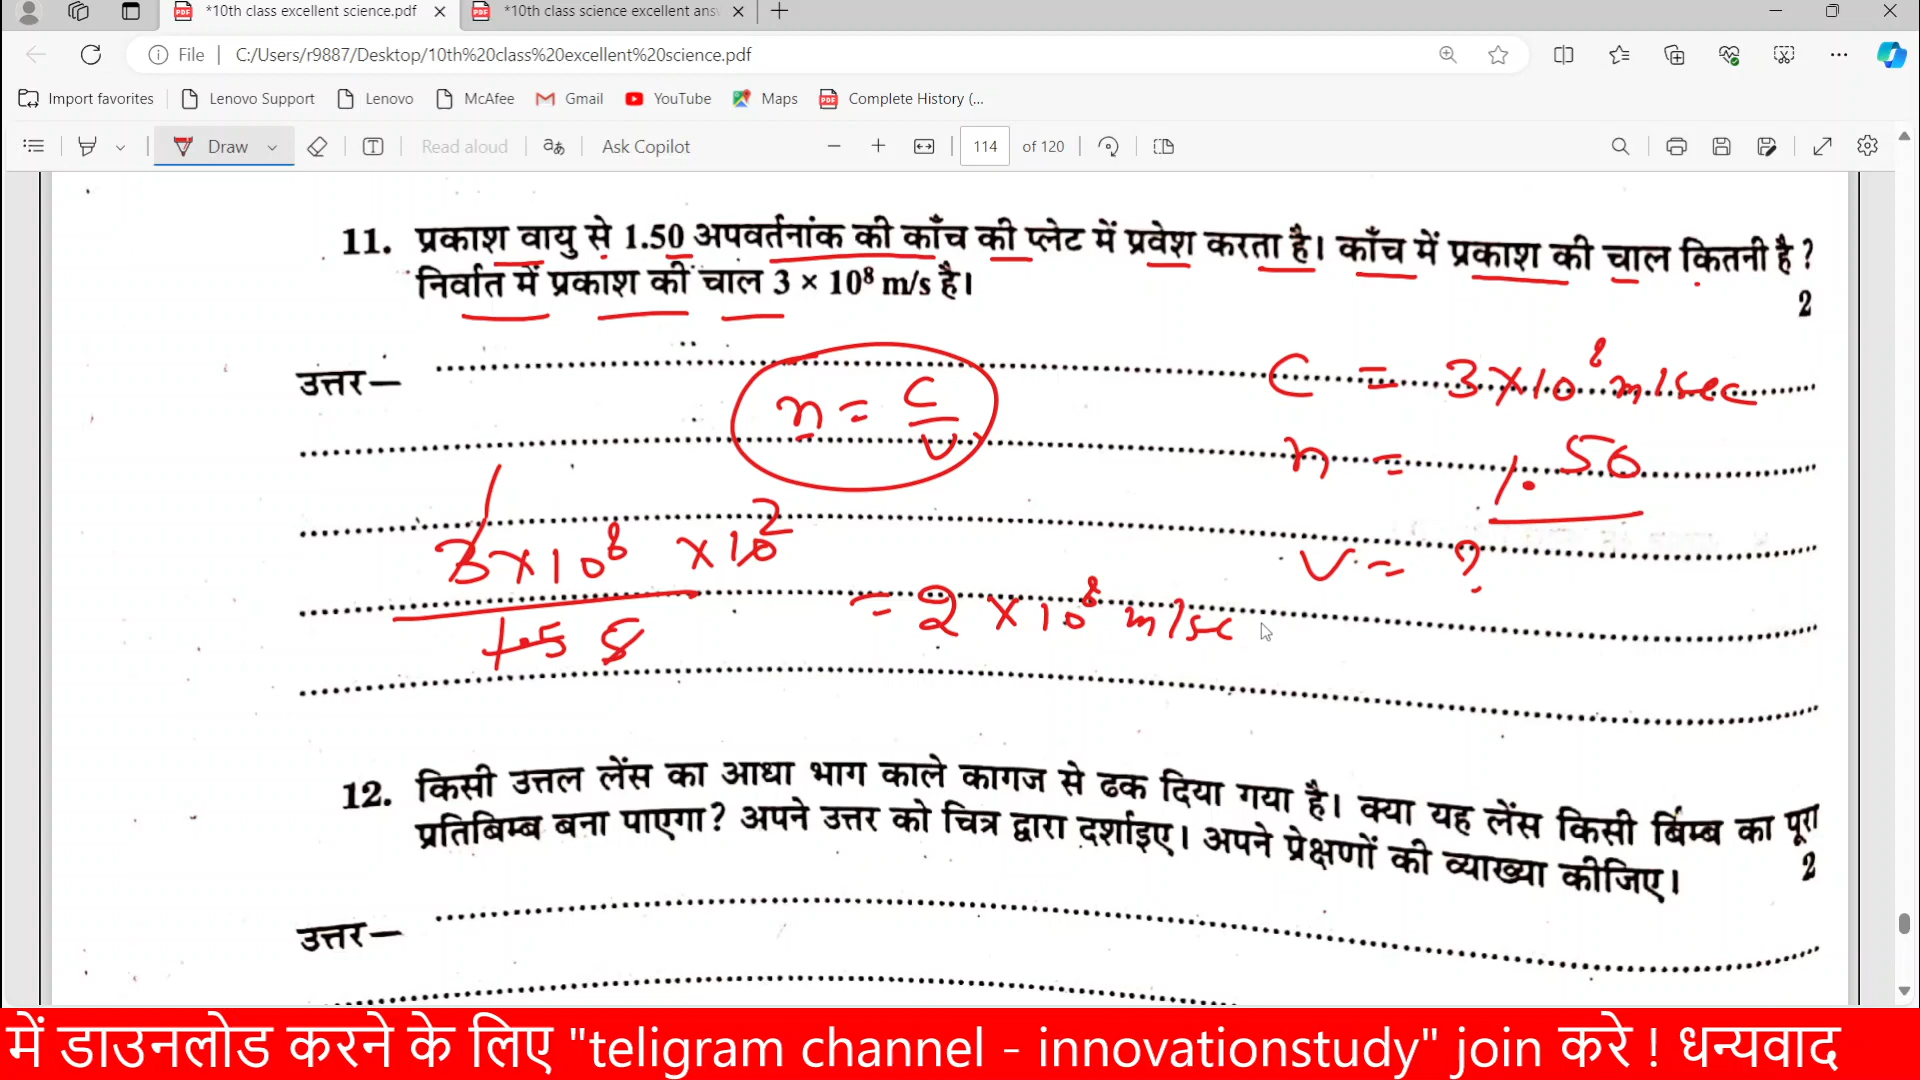 *10th class excellent science.pdf
*10th class science excellent ans
File
C:/Users/r9887/Desktop/10th%20class%20excellent%20science.pdf
Import favorites
Lenovo Support
Lenovo
McAfee
Gmail
YouTube
Maps
Complete History (...
Draw
Read aloud
Ask Copilot
114
of 120
11. प्रकाश वायु से 1.50 अपवर्तनांक की काँच की प्लेट में प्रवेश करता है। काँच में प्रकाश की चाल कितनी है?
निर्वात में प्रकाश की चाल 3 × 10⁸ m/s है।
2
उत्तर—
n = c/v
C = 3×10⁸ m/sec
n = 1.50
3×10⁸ ×10²
v = ?
= 2 ×10⁸ m/sec
12. किसी उत्तल लेंस का आधा भाग काले कागज से ढक दिया गया है। क्या यह लेंस किसी बिम्ब का पूरा
प्रतिबिम्ब बना पाएगा? अपने उत्तर को चित्र द्वारा दर्शाइए। अपने प्रेक्षणों की व्याख्या कीजिए।
2
उत्तर—
में डाउनलोड करने के लिए "teligram channel - innovationstudy" join करे ! धन्यवाद